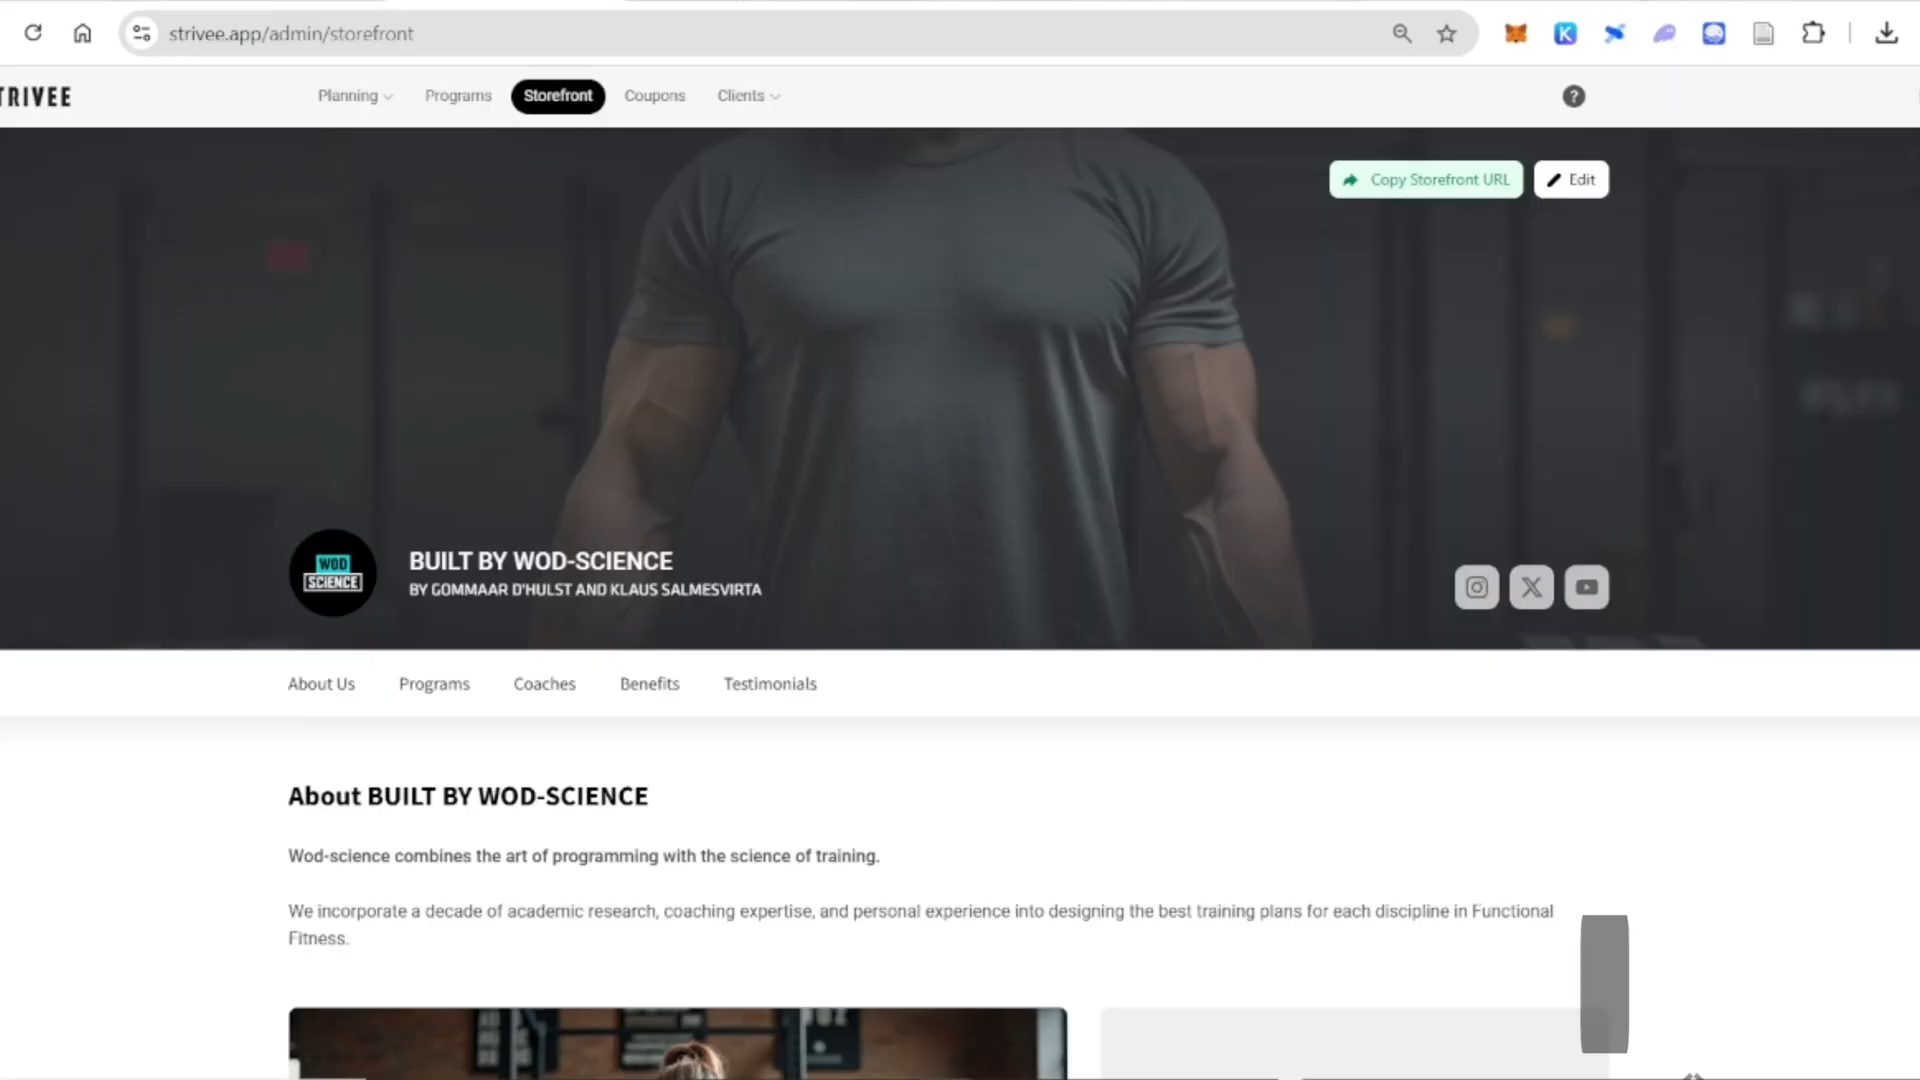 strivee.app/admin/storefront
TRIVEE
Planning
Programs
Storefront
Coupons
Clients
?
Copy Storefront URL
Edit
WOD
SCIENCE
BUILT BY WOD-SCIENCE
BY GOMMAAR D'HULST AND KLAUS SALMESVIRTA
About Us
Programs
Coaches
Benefits
Testimonials
About BUILT BY WOD-SCIENCE
Wod-science combines the art of programming with the science of training.
We incorporate a decade of academic research, coaching expertise, and personal experience into designing the best training plans for each discipline in Functional
Fitness.